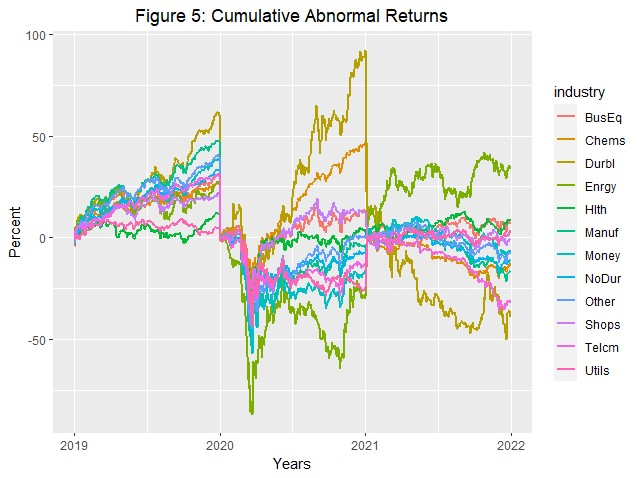 Figure 5: Cumulative Abnormal Returns
100
50
0
-50
Percent
2019
2020
2021
2022
Years
industry
BusEq
Chems
Durbl
Enrgy
Hlth
Manuf
Money
NoDur
Other
Shops
Telcm
Utils